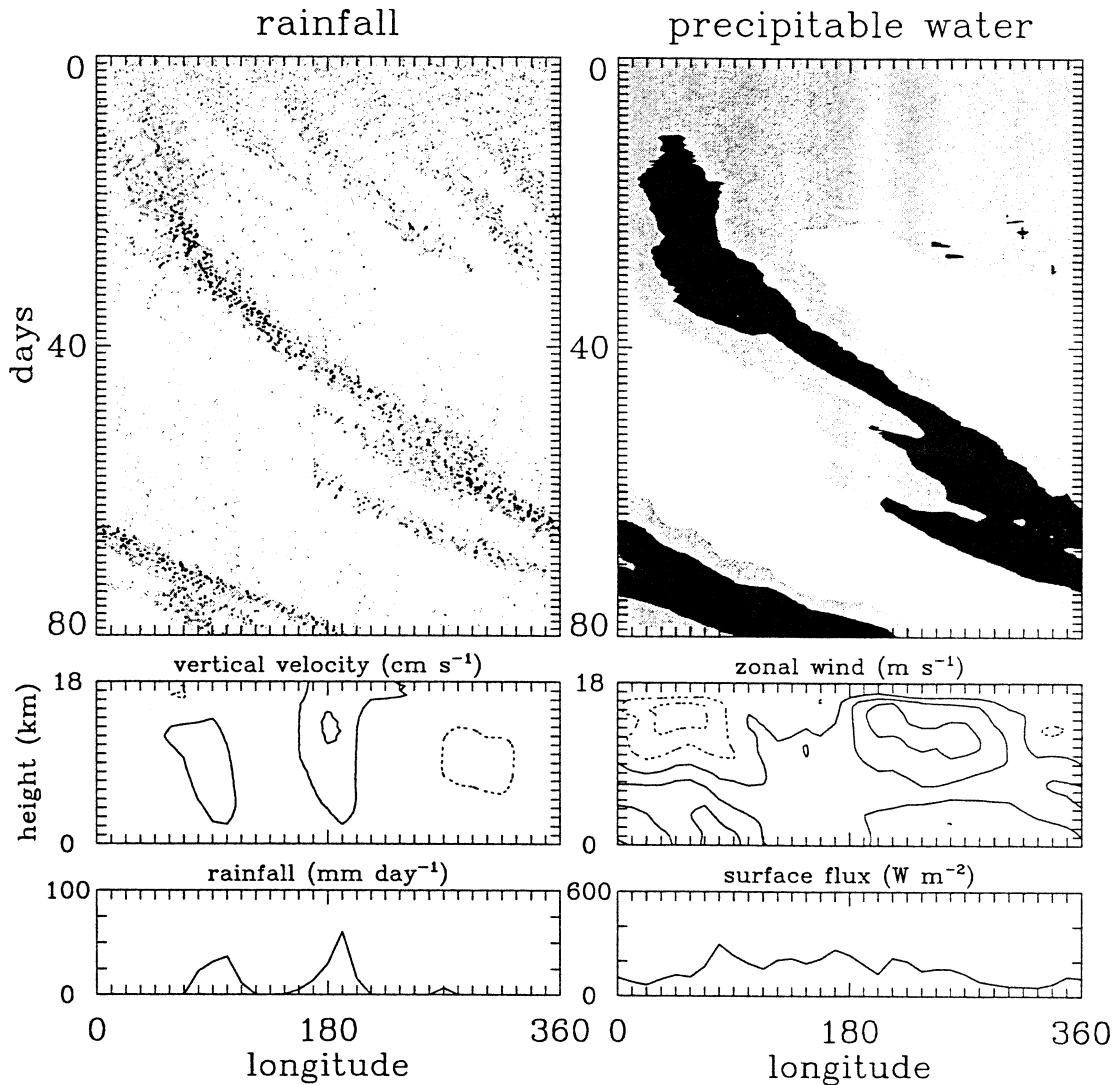 rainfall
precipitable water
0
0
days
40
40
80
80
vertical velocity (cm s⁻¹)
zonal wind (m s⁻¹)
18
18
height (km)
0
0
rainfall (mm day⁻¹)
surface flux (W m⁻²)
100
600
0
0
0 180 360
0 180 360
longitude
longitude